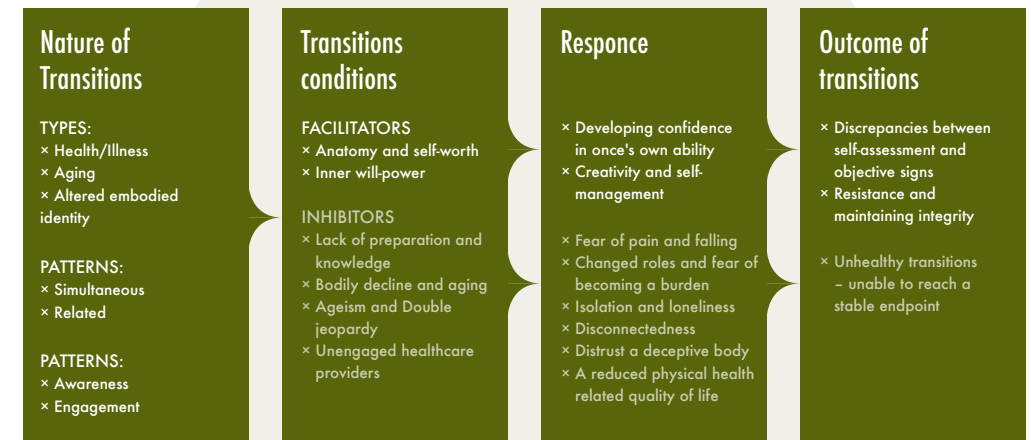 Nature of
Transitions
TYPES:
× Health/Illness
× Aging
× Altered embodied
identity
PATTERNS:
× Simultaneous
× Related
PATTERNS:
× Awareness
× Engagement
Transitions
conditions
FACILITATORS
× Anatomy and self-worth
× Inner will-power
INHIBITORS
× Lack of preparation and
knowledge
× Bodily decline and aging
× Ageism and Double
jeopardy
× Unengaged healthcare
providers
Responce
× Developing confidence
in once's own ability
× Creativity and self-
management
× Fear of pain and falling
× Changed roles and fear of
becoming a burden
× Isolation and loneliness
× Disconnectedness
× Distrust a deceptive body
× A reduced physical health
related quality of life
Outcome of
transitions
× Discrepancies between
self-assessment and
objective signs
× Resistance and
maintaining integrity
× Unhealthy transitions
– unable to reach a
stable endpoint